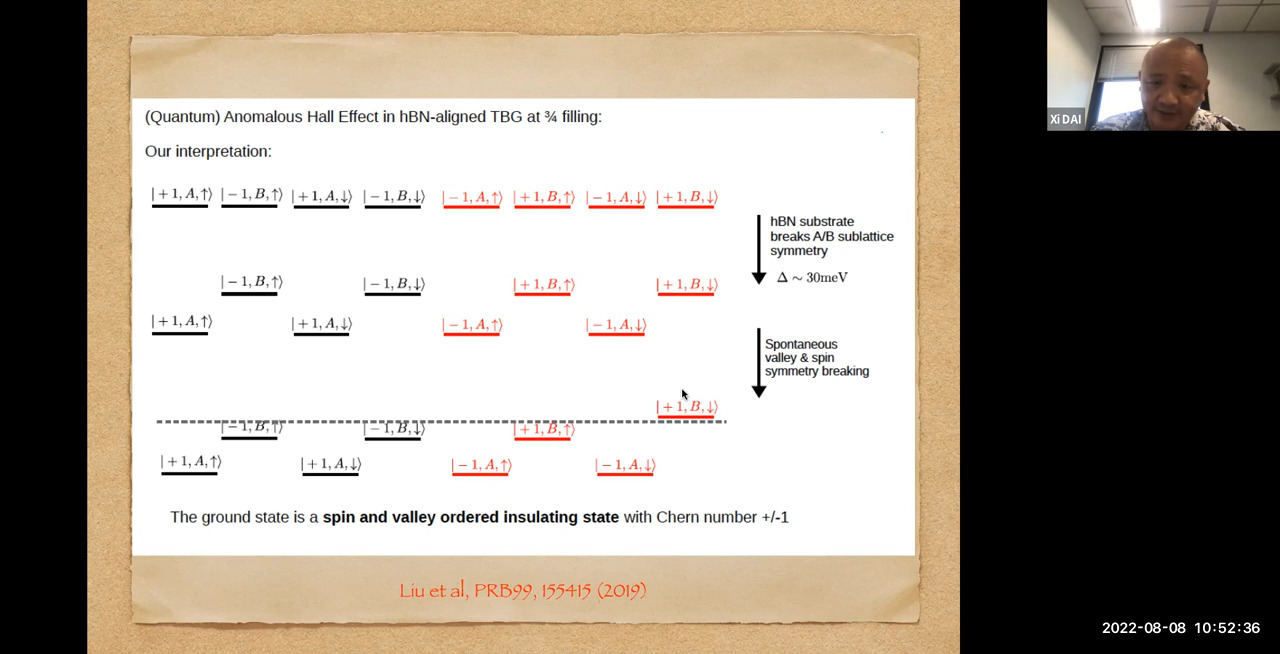 (Quantum) Anomalous Hall Effect in hBN-aligned TBG at ¾ filling:
Our interpretation:
|+1, A,↑⟩ |−1, B,↑⟩ |+1, A,↓⟩ |−1, B,↓⟩ |−1, A,↑⟩ |+1, B,↑⟩ |−1, A,↓⟩ |+1, B,↓⟩
hBN substrate
breaks A/B sublattice
symmetry
Δ ∼ 30meV
|−1, B,↑⟩ |−1, B,↓⟩ |+1, B,↑⟩ |+1, B,↓⟩
|+1, A,↑⟩ |+1, A,↓⟩ |−1, A,↑⟩ |−1, A,↓⟩
Spontaneous
valley & spin
symmetry breaking
|+1, B,↓⟩
|−1, B,↑⟩ |−1, B,↓⟩ |+1, B,↑⟩
|+1, A,↑⟩ |+1, A,↓⟩ |−1, A,↑⟩ |−1, A,↓⟩
The ground state is a spin and valley ordered insulating state with Chern number +/-1
Liu et al, PRB99, 155415 (2019)
Xi DAI
2022-08-08 10:52:36